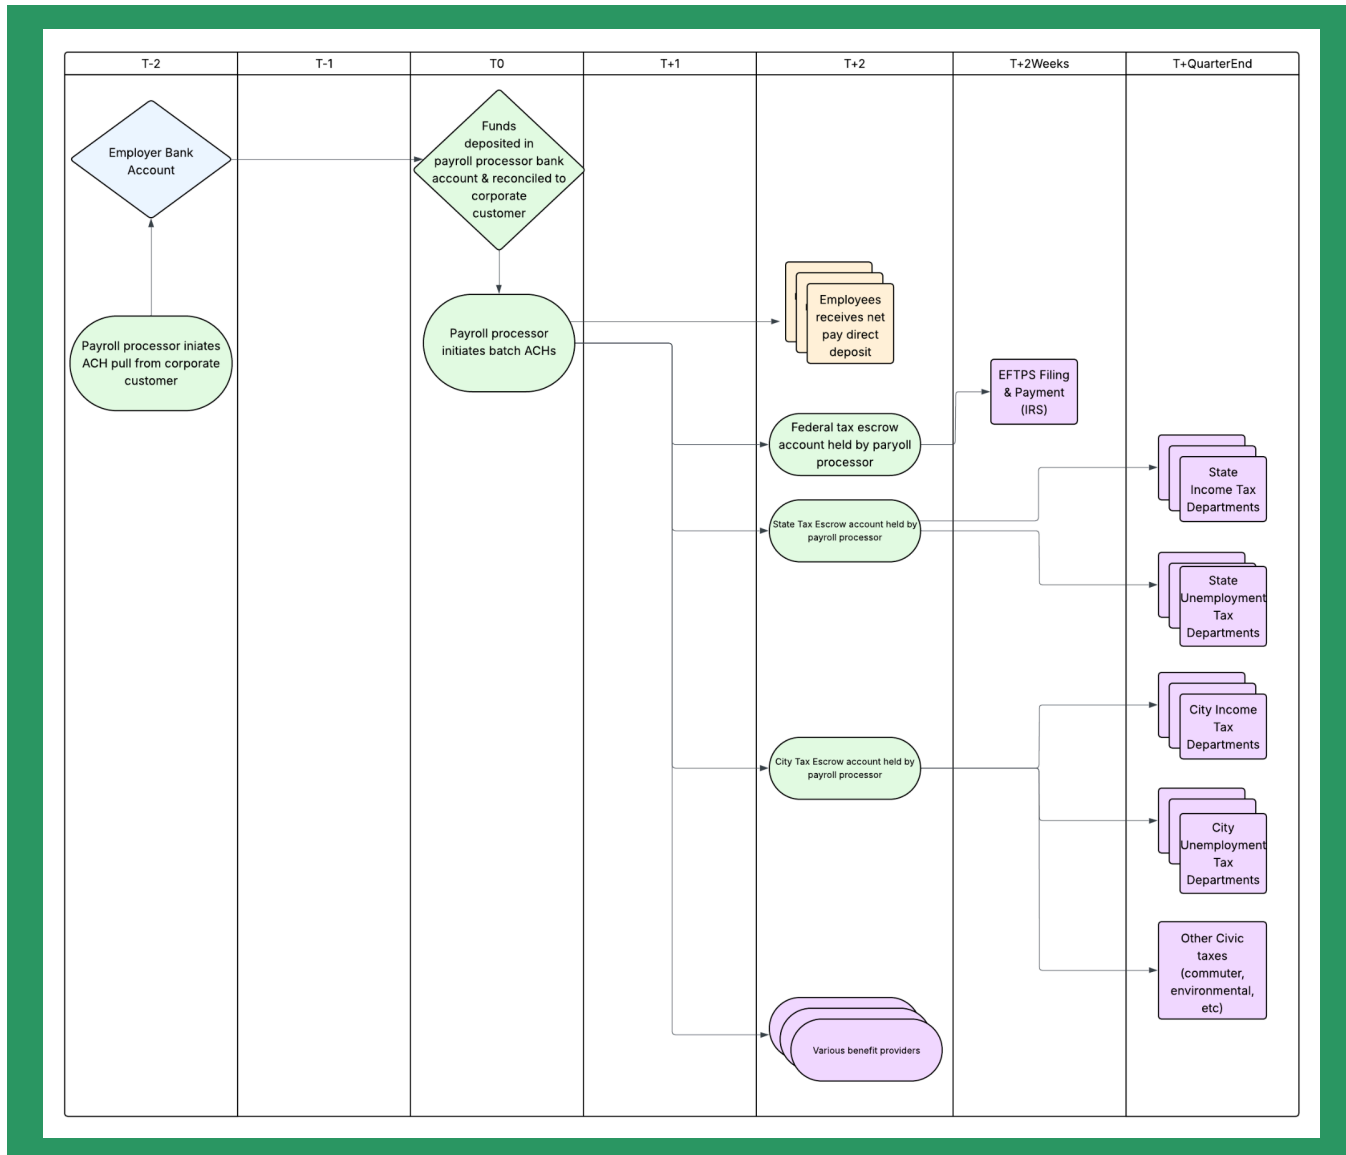 T-2
T-1
T0
T+1
T+2
T+2Weeks
T+QuarterEnd
Employer Bank
Account
Funds
deposited in
payroll processor bank
account & reconciled to
corporate
customer
Payroll processor iniates
ACH pull from corporate
customer
Payroll processor
initiates batch ACHs
Employees
receives net
pay direct
deposit
EFTPS Filing
& Payment
(IRS)
Federal tax escrow
account held by paryoll
processor
State Tax Escrow account held by
payroll processor
State
Income Tax
Departments
State
Unemployment
Tax
Departments
City Tax Escrow account held by
payroll processor
City Income
Tax
Departments
City
Unemployment
Tax
Departments
Other Civic
taxes
(commuter,
environmental,
etc)
Various benefit providers